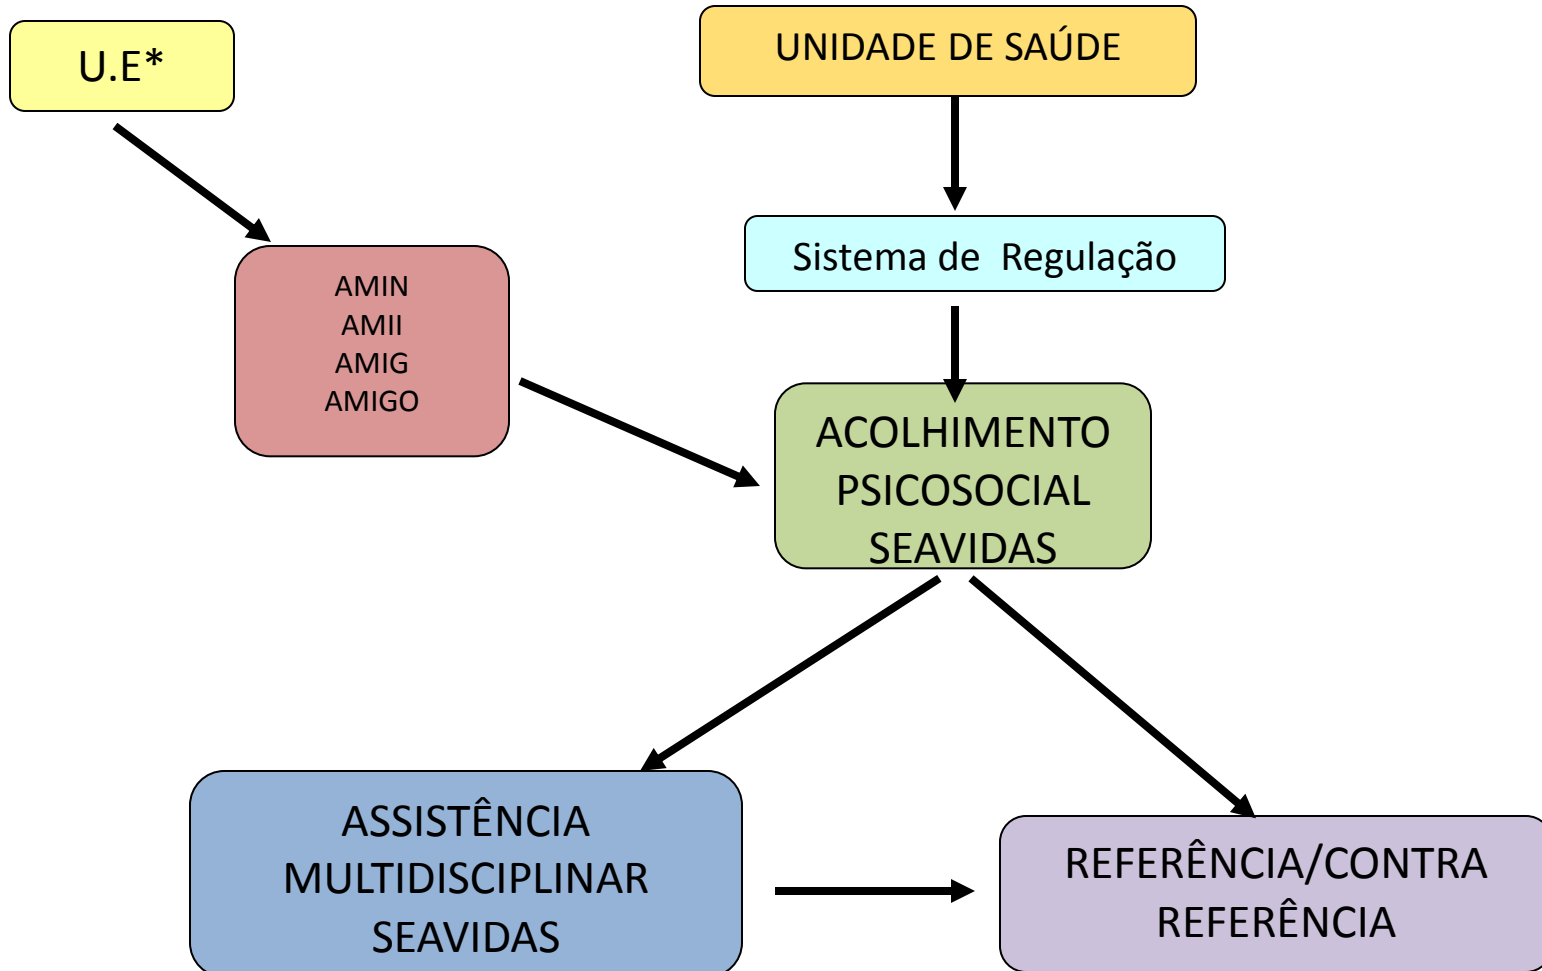 U.E*
UNIDADE DE SAÚDE
Sistema de  Regulação
AMIN
AMII
AMIG
AMIGO
ACOLHIMENTO
PSICOSOCIAL
SEAVIDAS
ASSISTÊNCIA
MULTIDISCIPLINAR
SEAVIDAS
REFERÊNCIA/CONTRA
REFERÊNCIA